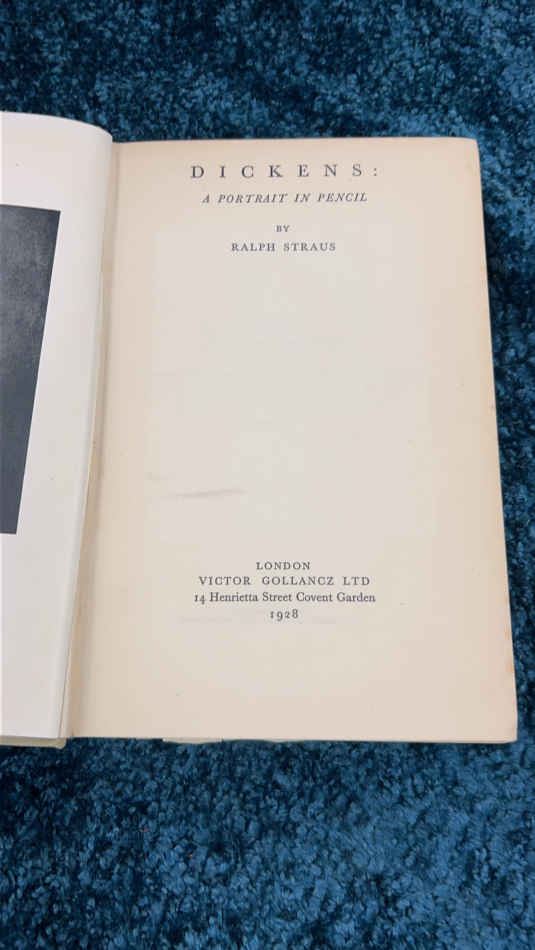 DICKENS:
A PORTRAIT IN PENCIL
BY
RALPH STRAUS
LONDON
VICTOR GOLLANCZ LTD
14 Henrietta Street Covent Garden
1928